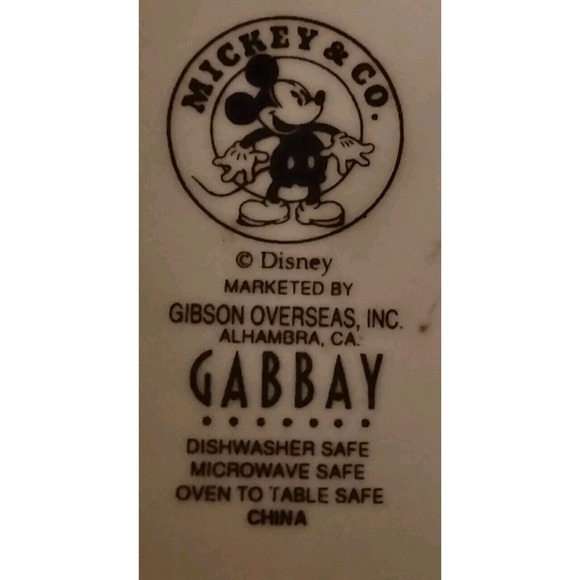 MICKEY & CO.
© Disney
MARKETED BY
GIBSON OVERSEAS, INC.
ALHAMBRA, CA.
GABBAY
DISHWASHER SAFE
MICROWAVE SAFE
OVEN TO TABLE SAFE
CHINA